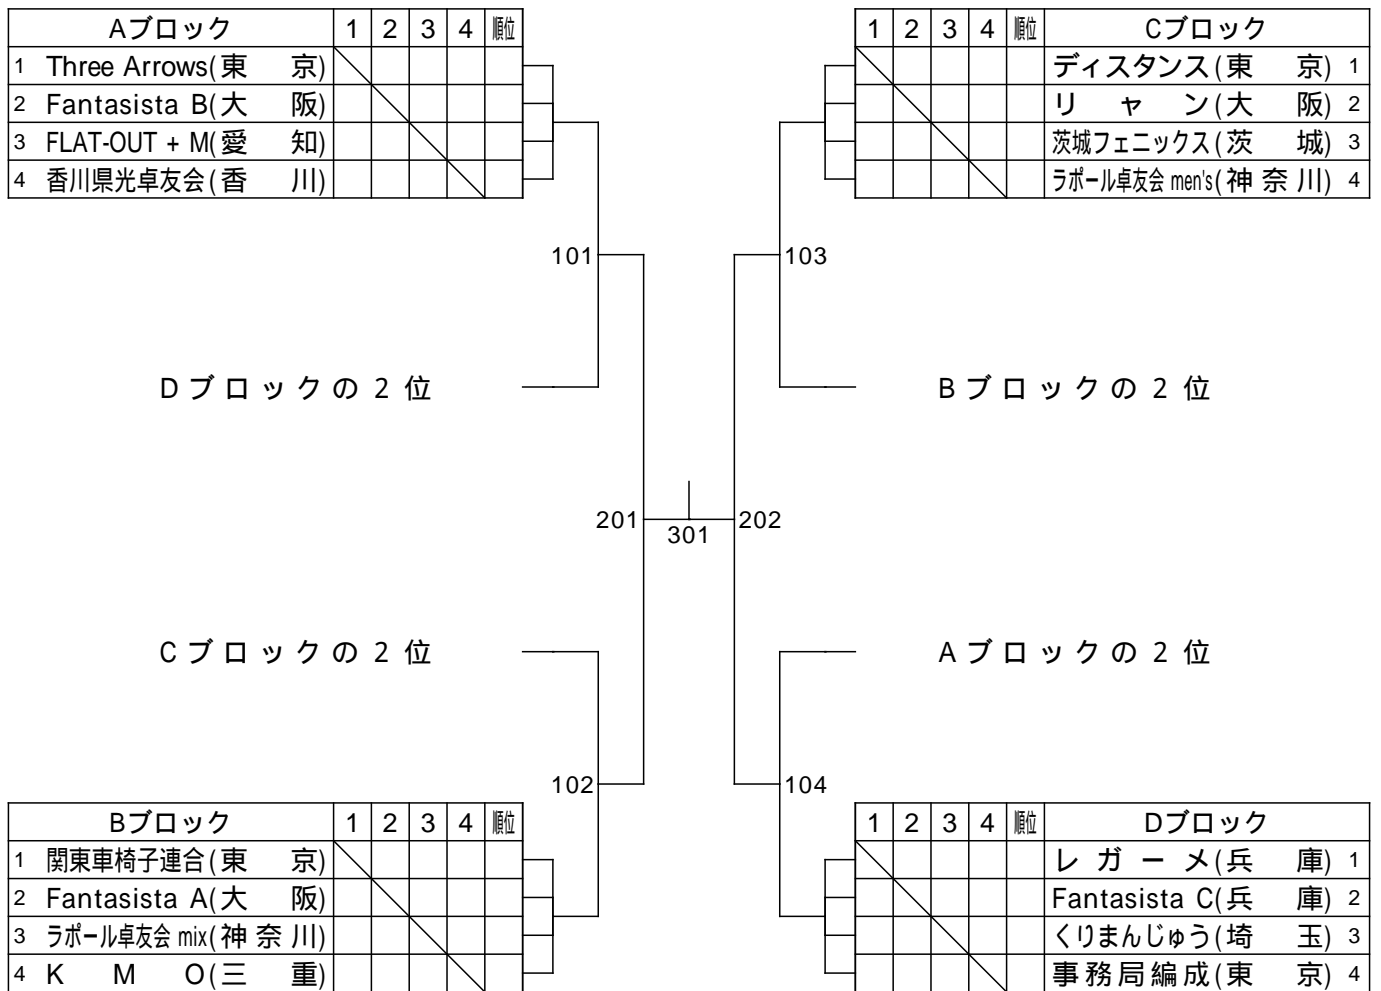 Aブロック 1 2 3 4 順位
1 Three Arrows(東 京)
2 Fantasista B(大 阪)
3 FLAT-OUT + M(愛 知)
4 香川県光卓友会(香 川)
1 2 3 4 順位 Cブロック
ディスタンス(東 京) 1
リャン(大 阪) 2
茨城フェニックス(茨 城) 3
ラポール卓友会 men's(神奈川) 4
101
103
Dブロックの2位
Bブロックの2位
201
301
202
Cブロックの2位
Aブロックの2位
102
104
Bブロック 1 2 3 4 順位
1 関東車椅子連合(東 京)
2 Fantasista A(大 阪)
3 ラポール卓友会 mix(神奈川)
4 K M O(三 重)
1 2 3 4 順位 Dブロック
レガーメ(兵 庫) 1
Fantasista C(兵 庫) 2
くりまんじゅう(埼 玉) 3
事務局編成(東 京) 4